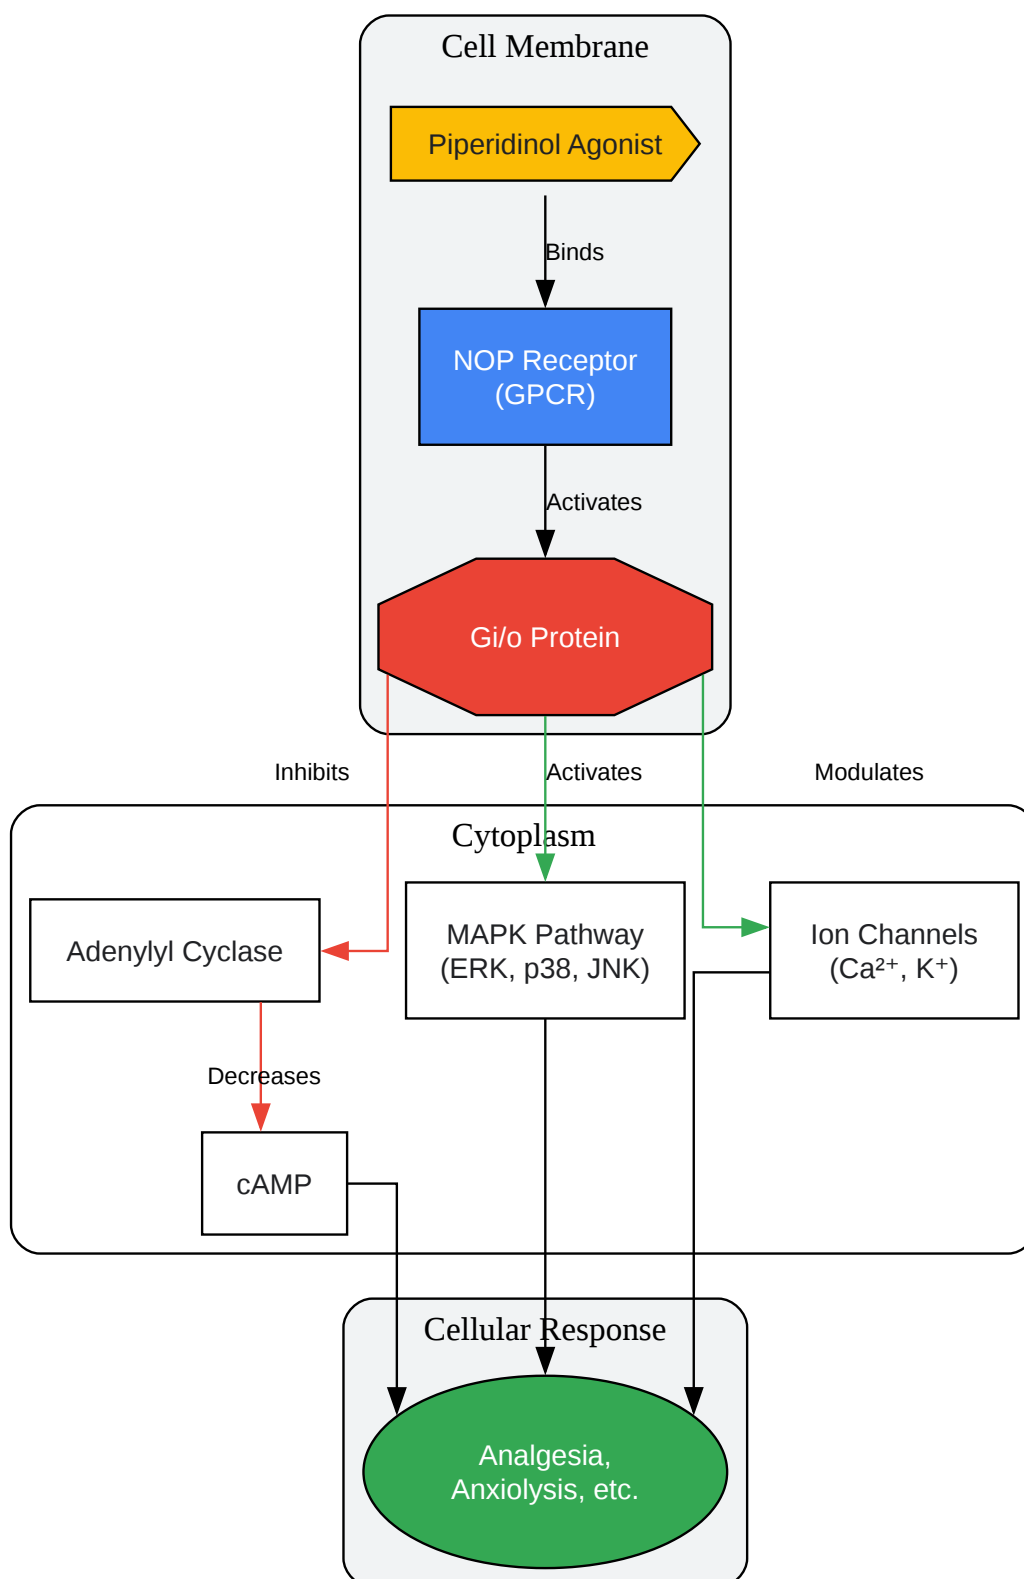 Cell Membrane
Piperidinol Agonist
Binds
NOP Receptor
(GPCR)
Activates
Gi/o Protein
Inhibits
Activates
Modulates
Cytoplasm
Adenylyl Cyclase
MAPK Pathway
(ERK, p38, JNK)
Ion Channels
(Ca²⁺, K⁺)
Decreases
cAMP
Cellular Response
Analgesia,
Anxiolysis, etc.